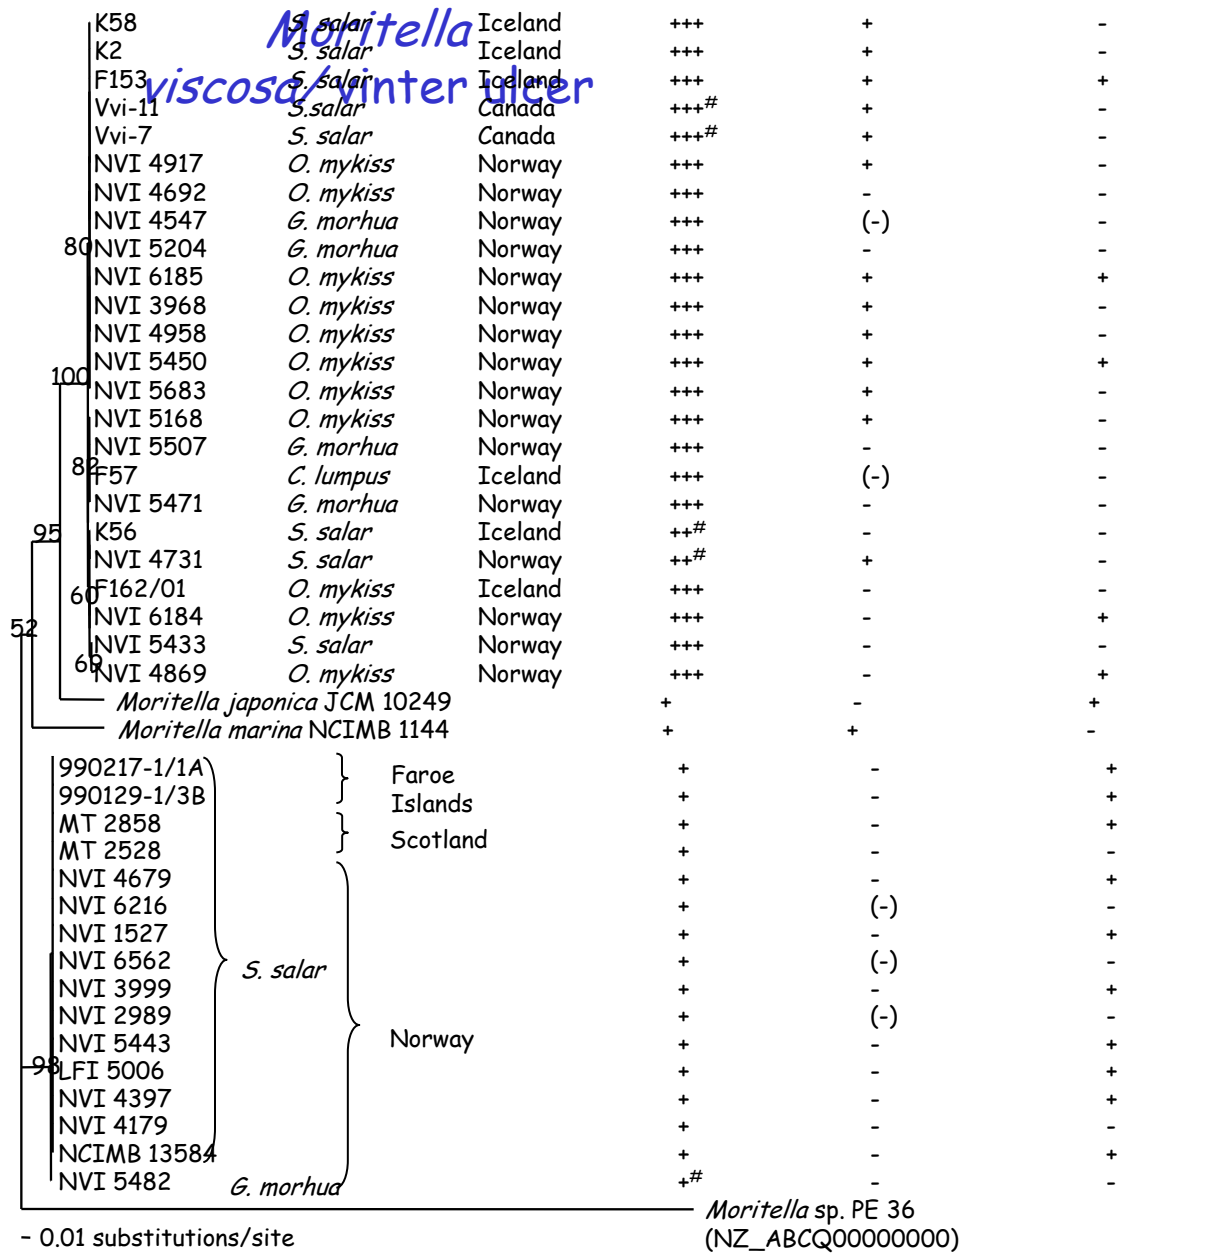 Moritella
viscosa/ vinter ulcer
K58 S. salar Iceland +++ + -
K2 S. salar Iceland +++ + -
F153 S. salar Iceland +++ + +
Vvi-11 S.salar Canada +++# + -
Vvi-7 S. salar Canada +++# + -
NVI 4917 O. mykiss Norway +++ + -
NVI 4692 O. mykiss Norway +++ - -
NVI 4547 G. morhua Norway +++ (-) -
80 NVI 5204 G. morhua Norway +++ - -
NVI 6185 O. mykiss Norway +++ + +
NVI 3968 O. mykiss Norway +++ + -
NVI 4958 O. mykiss Norway +++ + -
NVI 5450 O. mykiss Norway +++ + +
100
NVI 5683 O. mykiss Norway +++ + -
NVI 5168 O. mykiss Norway +++ + -
NVI 5507 G. morhua Norway +++ - -
82
F57 C. lumpus Iceland +++ (-) -
NVI 5471 G. morhua Norway +++ - -
95 K56 S. salar Iceland ++# - -
NVI 4731 S. salar Norway ++# + -
60 F162/01 O. mykiss Iceland +++ - -
NVI 6184 O. mykiss Norway +++ - +
52
NVI 5433 S. salar Norway +++ - -
69 NVI 4869 O. mykiss Norway +++ - +
Moritella japonica JCM 10249 + - +
Moritella marina NCIMB 1144 + + -
990217-1/1A Faroe + - +
990129-1/3B Islands + - +
MT 2858 Scotland + - +
MT 2528 + - -
NVI 4679 + - +
NVI 6216 + (-) -
NVI 1527 + - +
NVI 6562 S. salar + (-) -
NVI 3999 + - +
NVI 2989 + (-) -
NVI 5443 Norway + - +
98 LFI 5006 + - +
NVI 4397 + - +
NVI 4179 + - -
NCIMB 13584 + - +
NVI 5482 G. morhua +# - -
Moritella sp. PE 36
(NZ_ABCQ00000000)
- 0.01 substitutions/site